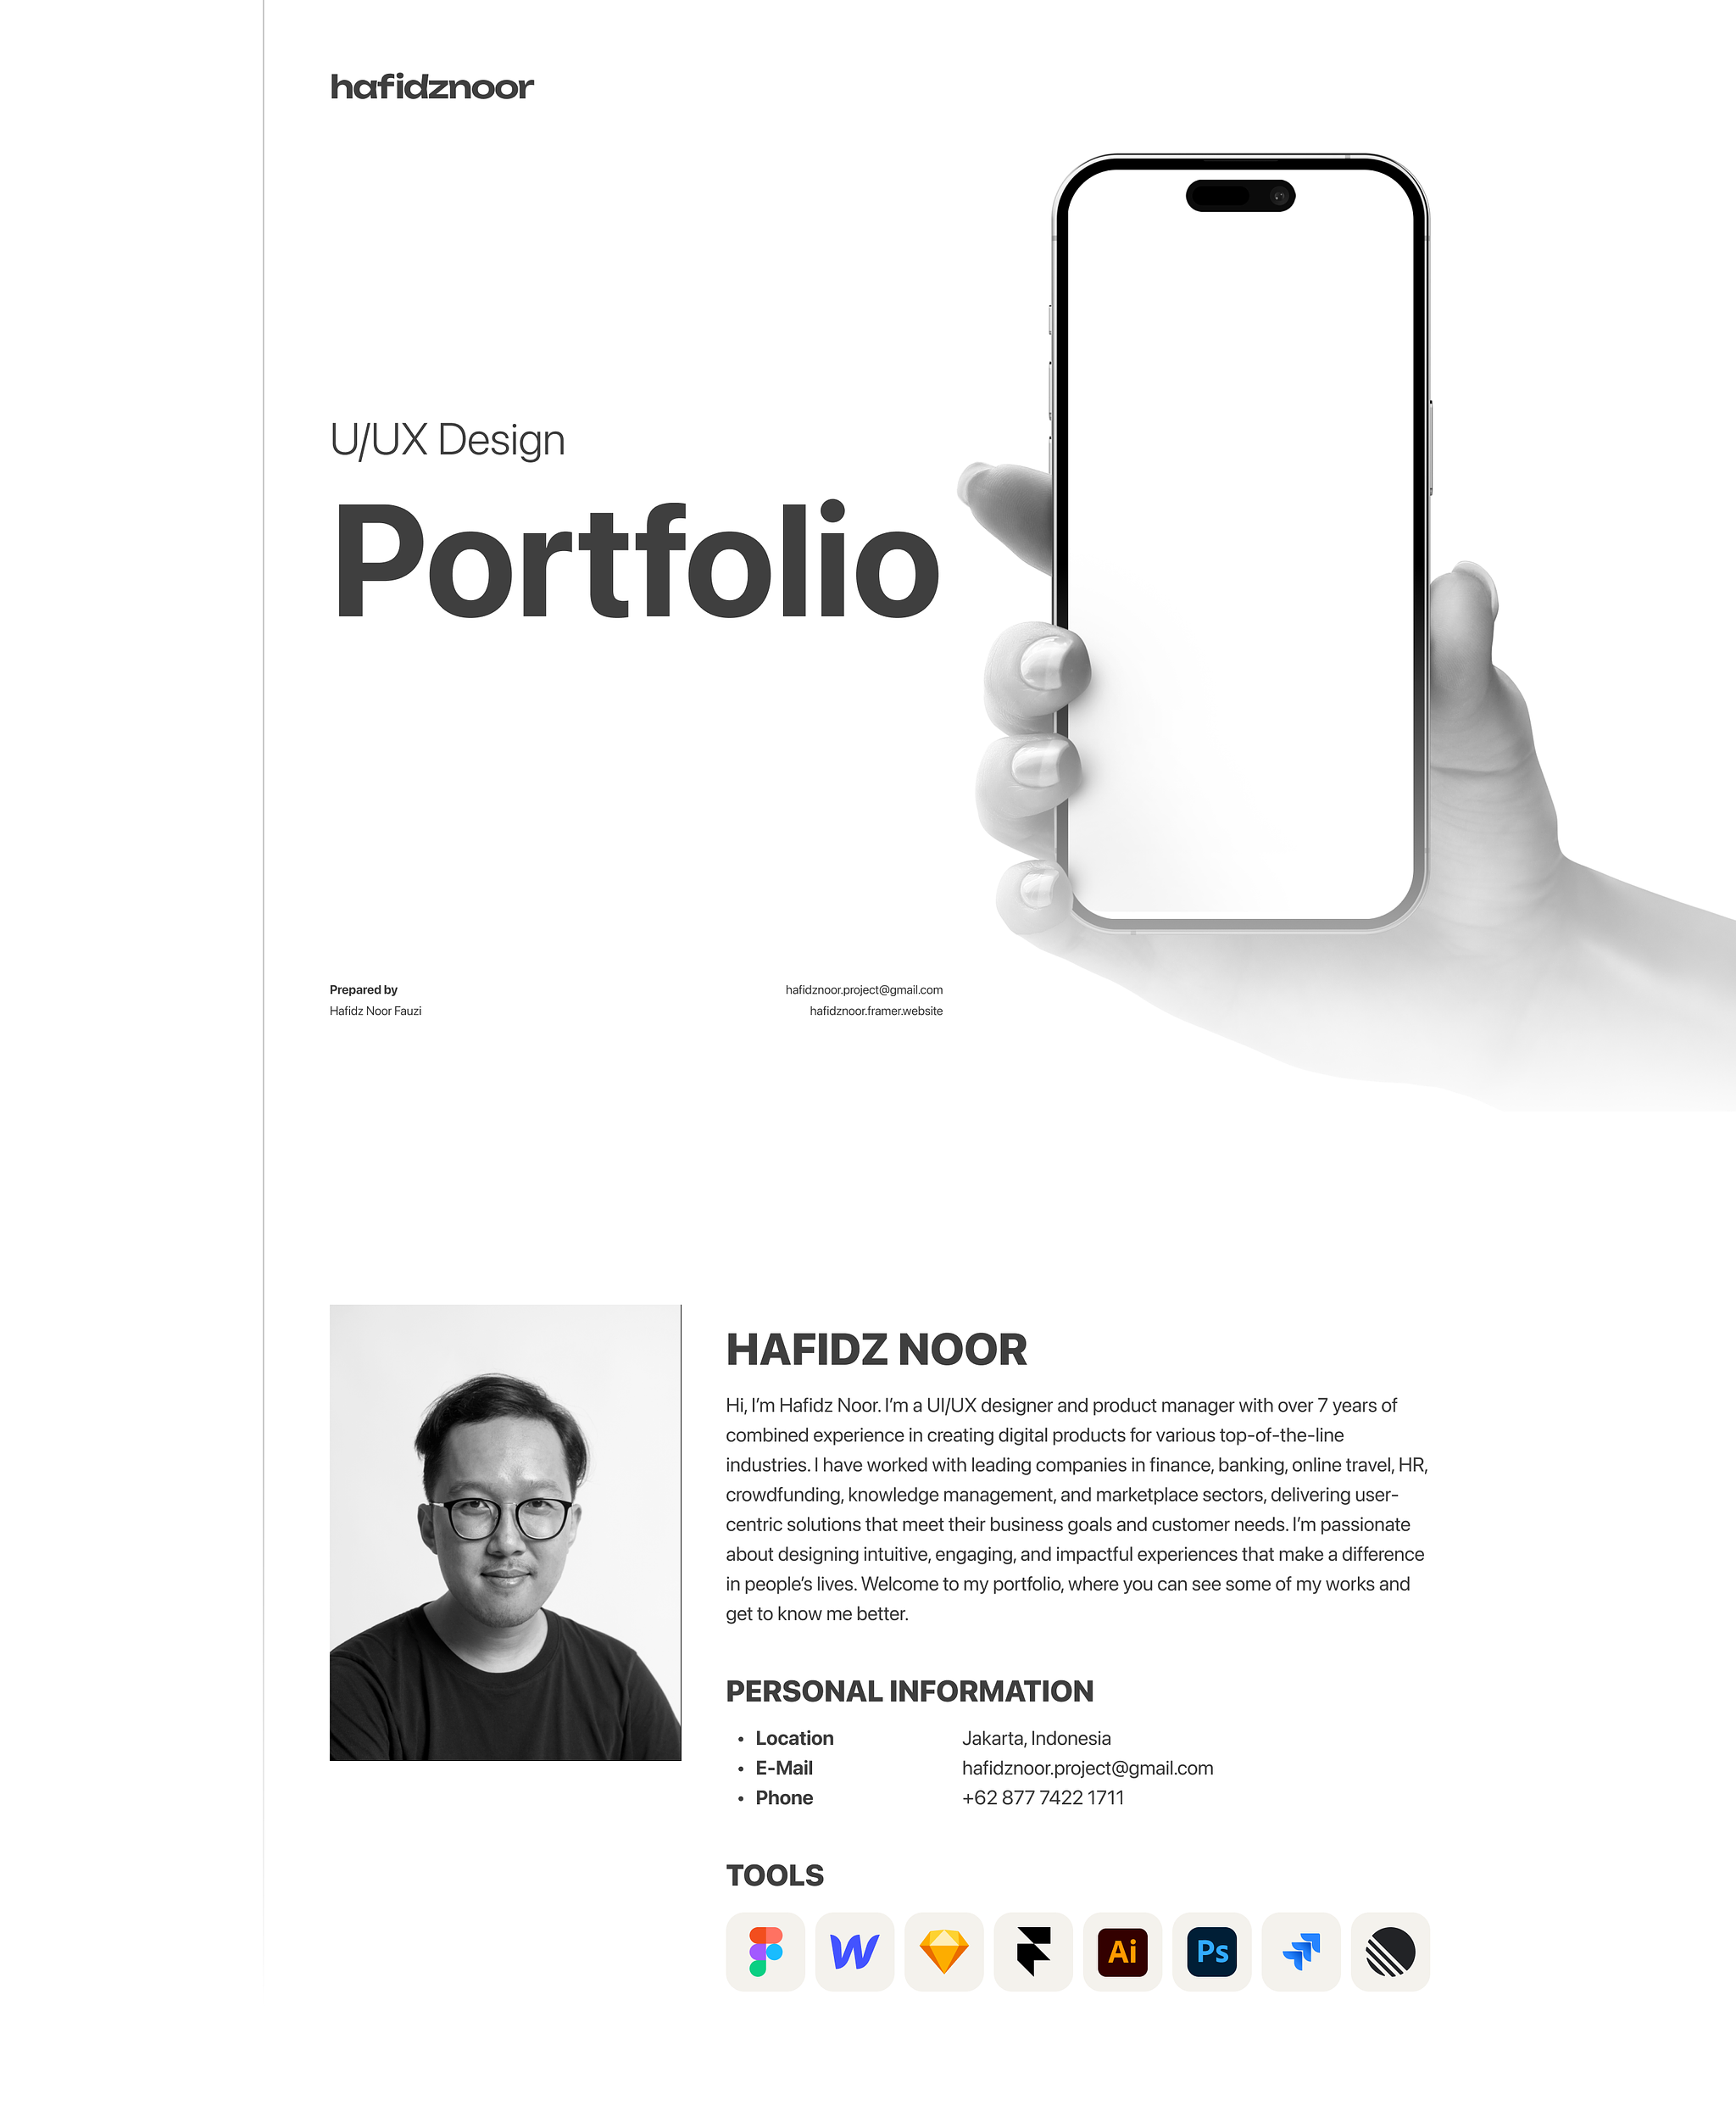 hafidznoor
U/UX Design
Portfolio
Prepared by
Hafidz Noor Fauzi
hafidznoor.project@gmail.com
hafidznoor.framer.website
HAFIDZ NOOR
Hi, I’m Hafidz Noor. I’m a UI/UX designer and product manager with over 7 years of
combined experience in creating digital products for various top-of-the-line
industries. I have worked with leading companies in finance, banking, online travel, HR,
crowdfunding, knowledge management, and marketplace sectors, delivering user-
centric solutions that meet their business goals and customer needs. I’m passionate
about designing intuitive, engaging, and impactful experiences that make a difference
in people’s lives. Welcome to my portfolio, where you can see some of my works and
get to know me better.
PERSONAL INFORMATION
• Location Jakarta, Indonesia
• E-Mail hafidznoor.project@gmail.com
• Phone +62 877 7422 1711
TOOLS
Ai Ps